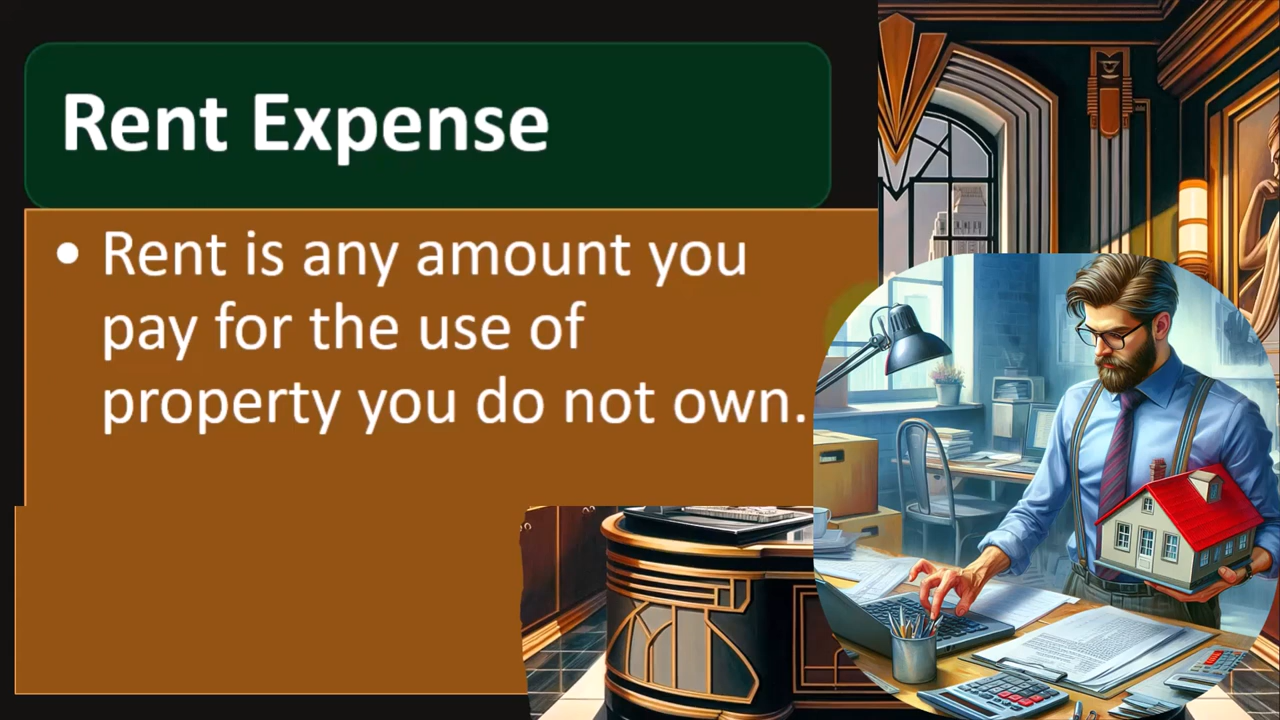 Rent Expense
• Rent is any amount you
pay for the use of
property you do not own.